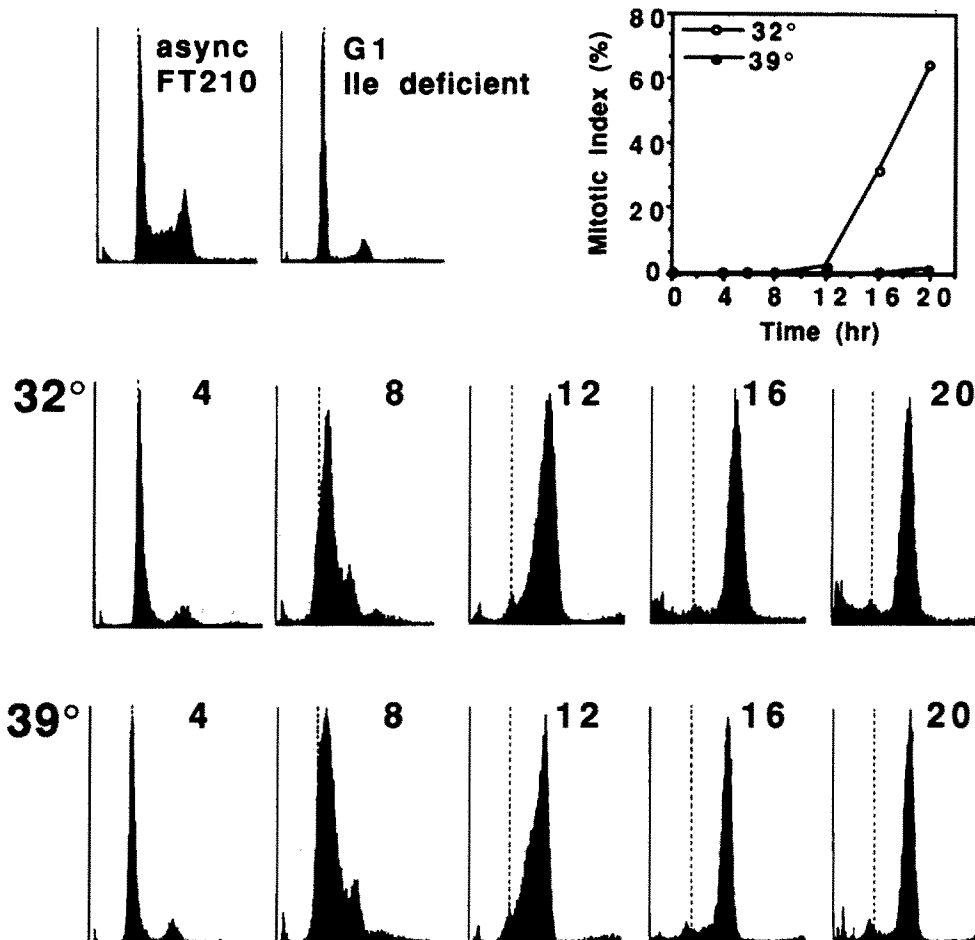 async
FT210
G1
Ile deficient
Mitotic Index (%)
80
60
40
20
0
32°
39°
0 4 6 8 12 16 20
Time (hr)
32° 4 8 12 16 20
39° 4 8 12 16 20